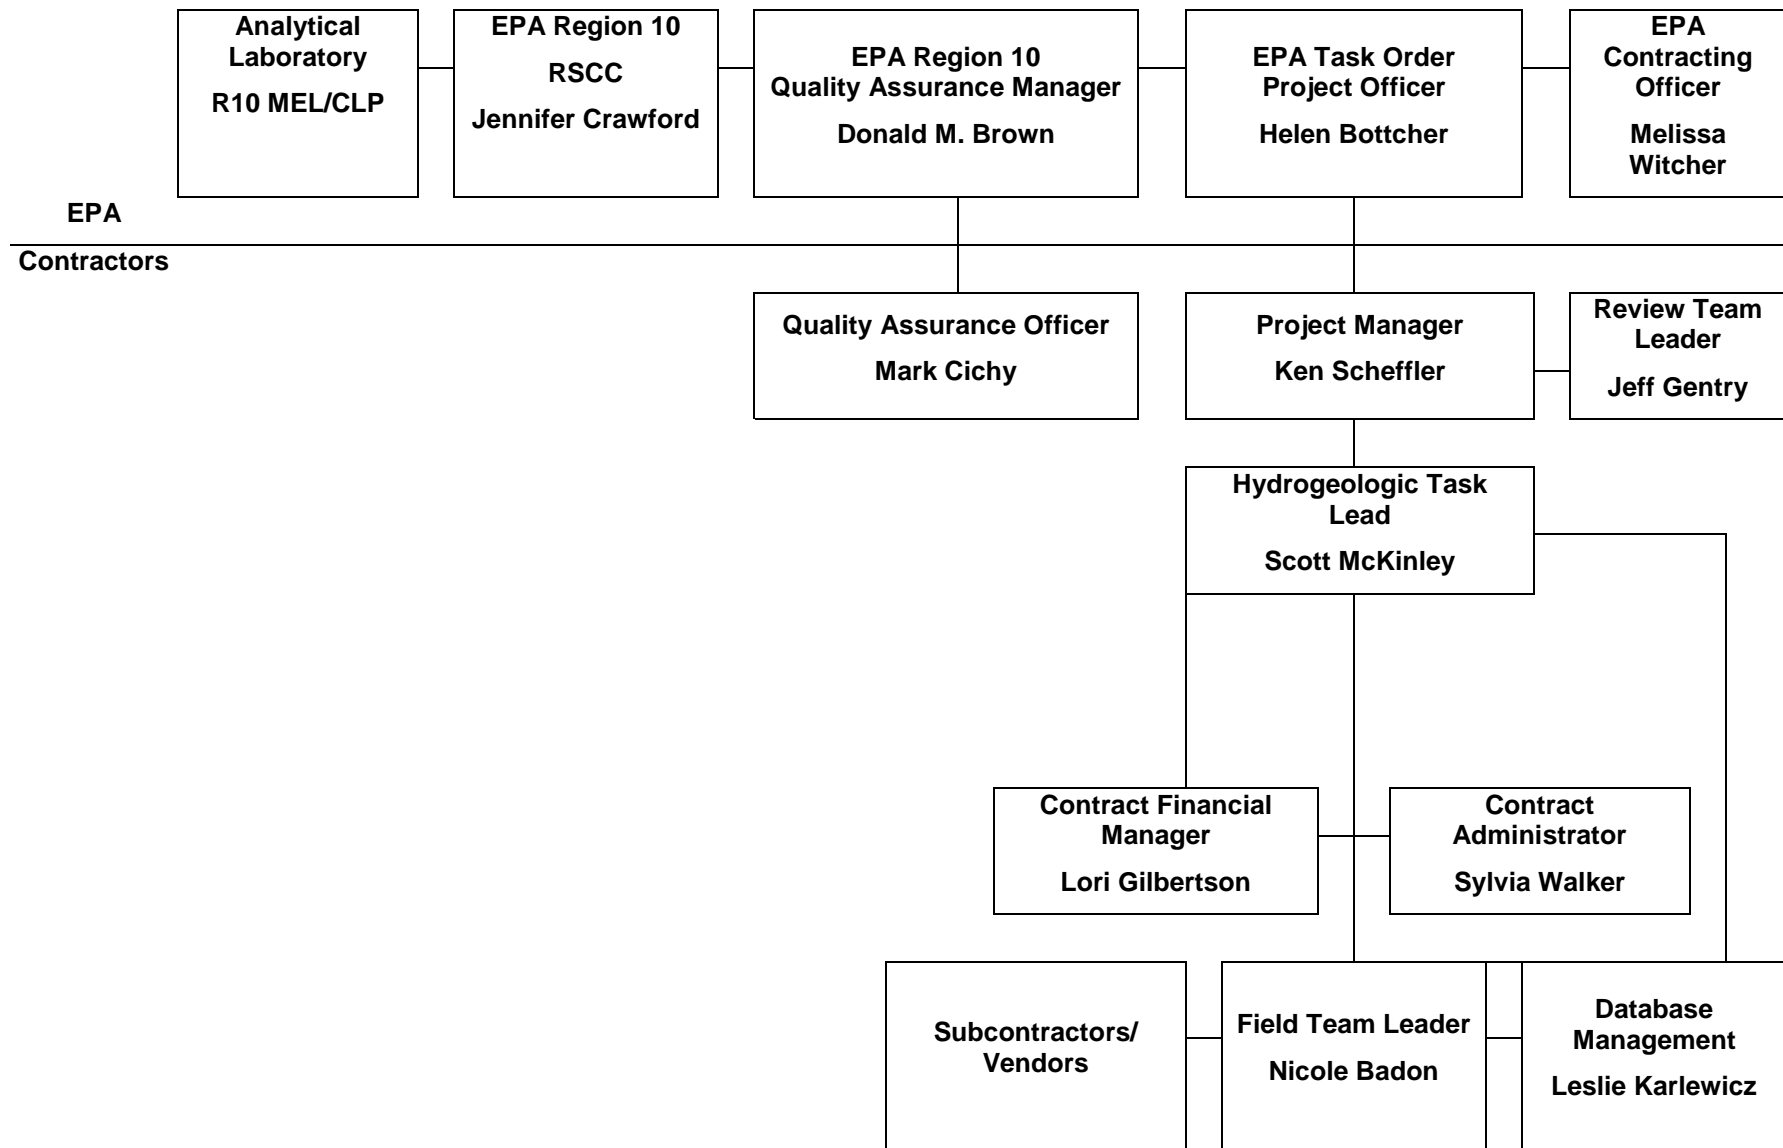 Analytical
Laboratory
R10 MEL/CLP
EPA Region 10
RSCC
Jennifer Crawford
EPA Region 10
Quality Assurance Manager
Donald M. Brown
EPA Task Order
Project Officer
Helen Bottcher
EPA
Contracting
Officer
Melissa
Witcher
EPA
Contractors
Quality Assurance Officer
Mark Cichy
Project Manager
Ken Scheffler
Review Team
Leader
Jeff Gentry
Hydrogeologic Task
Lead
Scott McKinley
Contract Financial
Manager
Lori Gilbertson
Contract
Administrator
Sylvia Walker
Subcontractors/
Vendors
Field Team Leader
Nicole Badon
Database
Management
Leslie Karlewicz